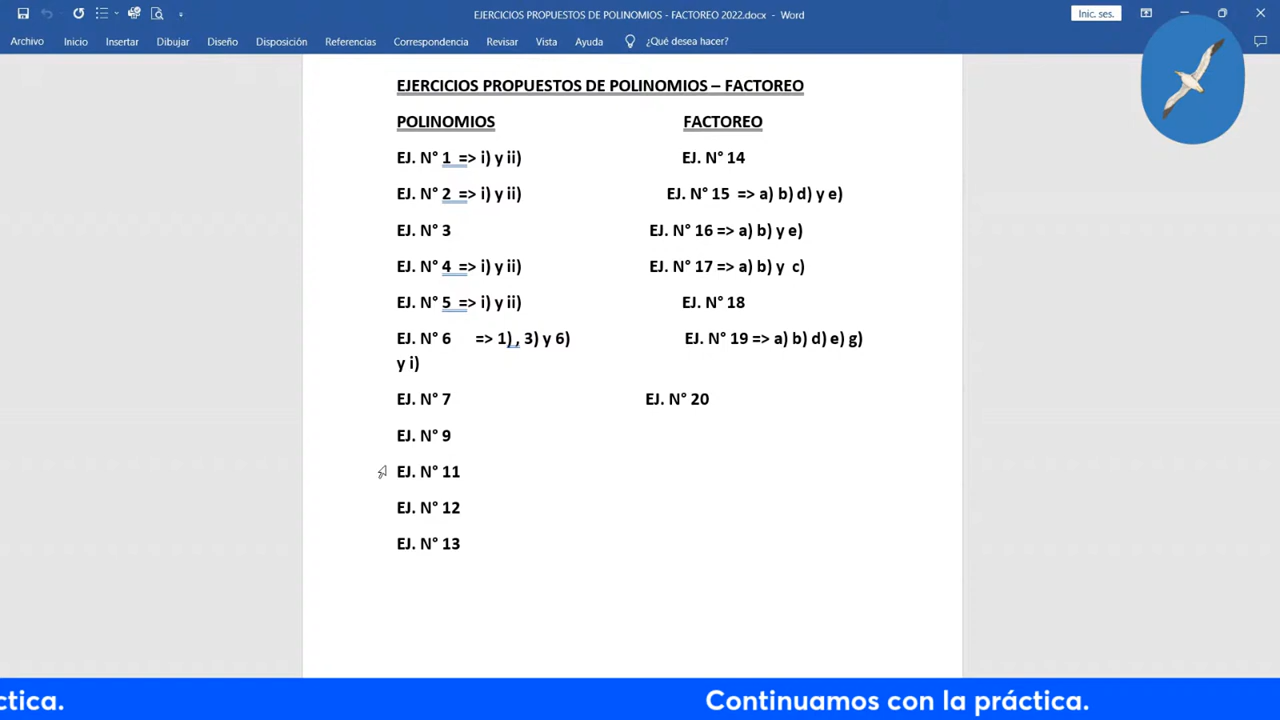 EJERCICIOS PROPUESTOS DE POLINOMIOS - FACTOREO 2022.docx - Word
Inic. ses.
Archivo Inicio Insertar Dibujar Diseño Disposición Referencias Correspondencia Revisar Vista Ayuda ¿Qué desea hacer?
EJERCICIOS PROPUESTOS DE POLINOMIOS – FACTOREO
POLINOMIOS FACTOREO
EJ. N° 1 => i) y ii) EJ. N° 14
EJ. N° 2 => i) y ii) EJ. N° 15 => a) b) d) y e)
EJ. N° 3 EJ. N° 16 => a) b) y e)
EJ. N° 4 => i) y ii) EJ. N° 17 => a) b) y c)
EJ. N° 5 => i) y ii) EJ. N° 18
EJ. N° 6 => 1) , 3) y 6) EJ. N° 19 => a) b) d) e) g)
y i)
EJ. N° 7 EJ. N° 20
EJ. N° 9
EJ. N° 11
EJ. N° 12
EJ. N° 13
ctica. Continuamos con la práctica.